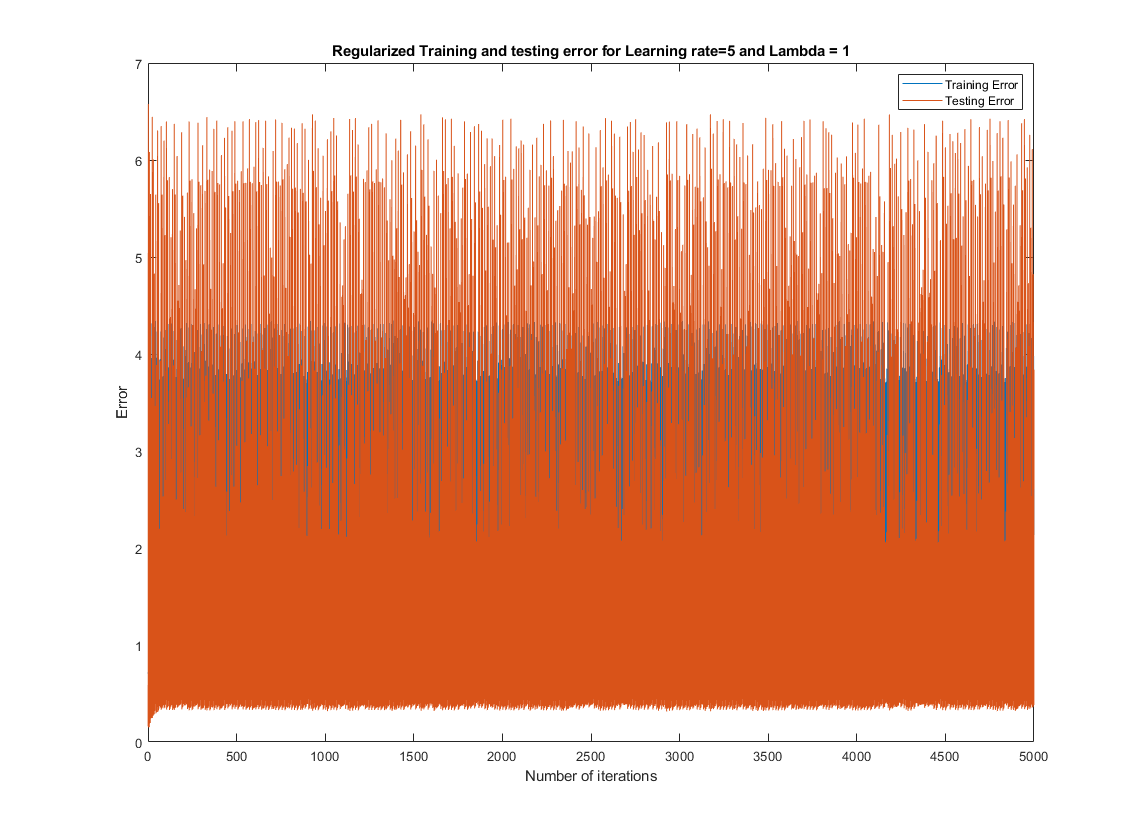 Regularized Training and testing error for Learning rate=5 and Lambda = 1
Training Error
Testing Error
7
6
5
4
3
2
1
0
Error
0 500 1000 1500 2000 2500 3000 3500 4000 4500 5000
Number of iterations